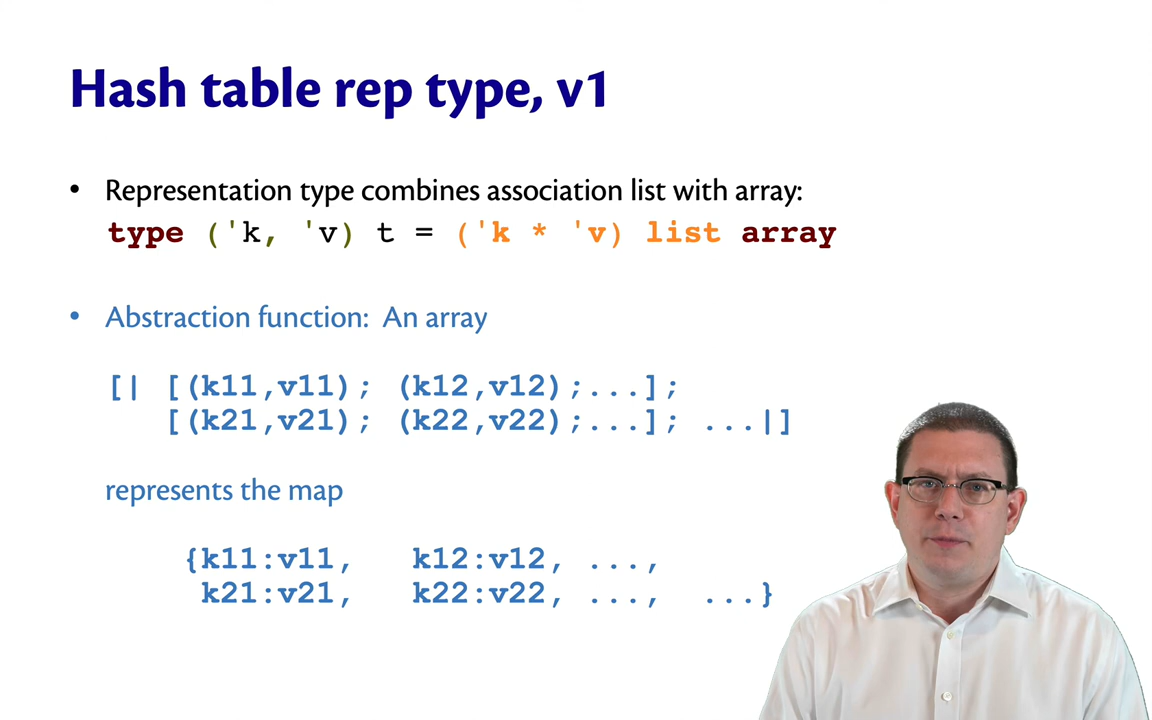 Hash table rep type, v1
• Representation type combines association list with array:
type ('k, 'v) t = ('k * 'v) list array
• Abstraction function: An array
[| [(k11,v11); (k12,v12);...];
[(k21,v21); (k22,v22);...]; ...|]
represents the map
{k11:v11, k12:v12, ...,
k21:v21, k22:v22, ..., ...}